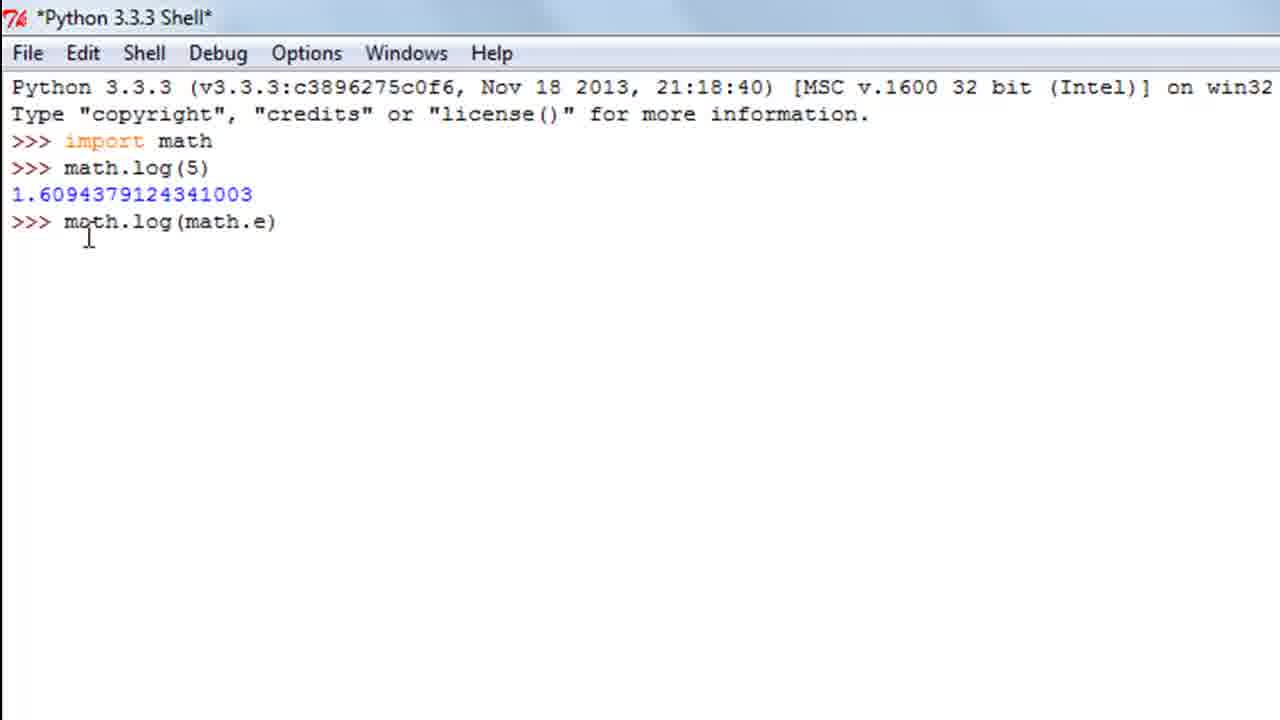 *Python 3.3.3 Shell*
File Edit Shell Debug Options Windows Help
Python 3.3.3 (v3.3.3:c3896275c0f6, Nov 18 2013, 21:18:40) [MSC v.1600 32 bit (Intel)] on win32
Type "copyright", "credits" or "license()" for more information.
>>> import math
>>> math.log(5)
1.6094379124341003
>>> math.log(math.e)